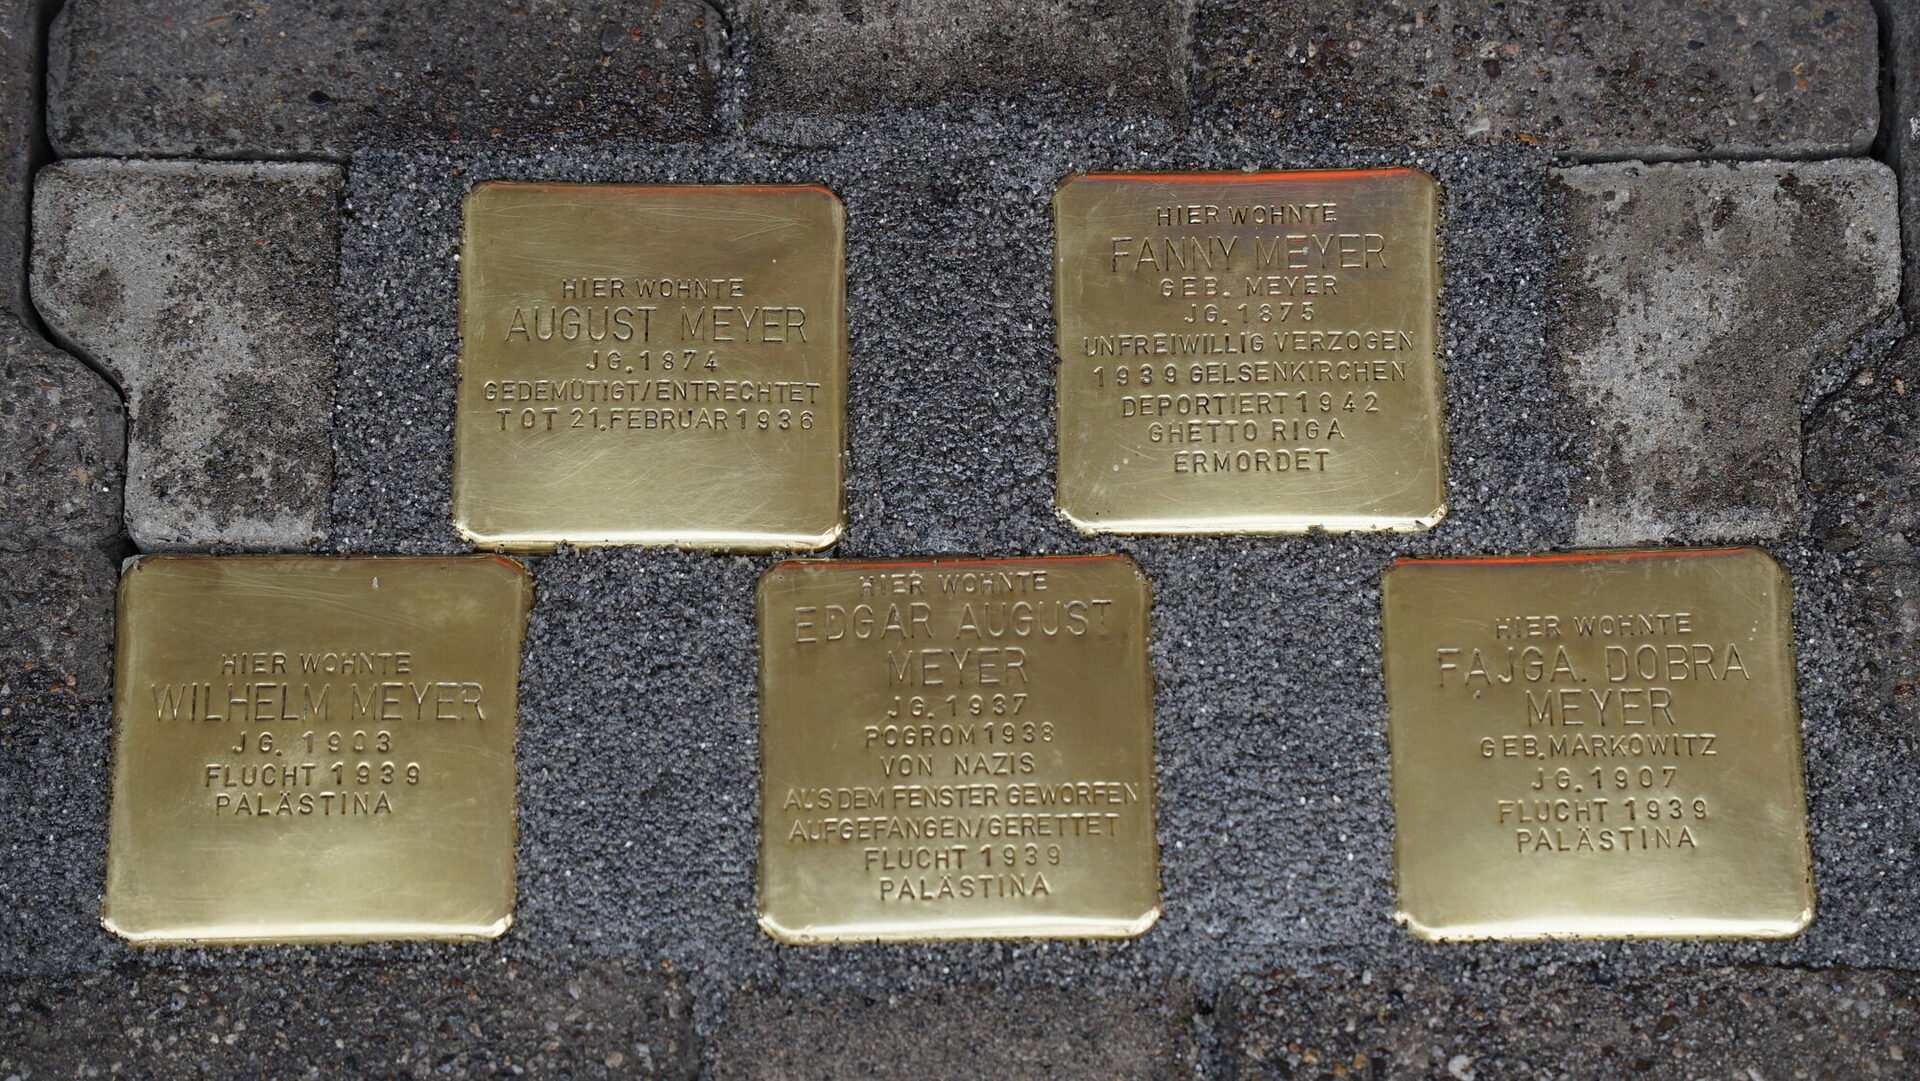 HIER WOHNTE
AUGUST MEYER
JG. 1874
GEDEMÜTIGT/ENTRECHTET
TOT 21. FEBRUAR 1936
HIER WOHNTE
FANNY MEYER
GEB. MEYER
JG. 1875
UNFREIWILLIG VERZOGEN
1939 GELSENKIRCHEN
DEPORTIERT 1942
GHETTO RIGA
ERMORDET
HIER WOHNTE
WILHELM MEYER
JG. 1903
FLUCHT 1939
PALÄSTINA
HIER WOHNTE
EDGAR AUGUST
MEYER
JG. 1937
POGROM 1938
VON NAZIS
AUS DEM FENSTER GEWORFEN
AUFGEFANGEN/GERETTET
FLUCHT 1939
PALÄSTINA
HIER WOHNTE
FAJGA. DOBRA
MEYER
GEB. MARKOWITZ
JG. 1907
FLUCHT 1939
PALÄSTINA